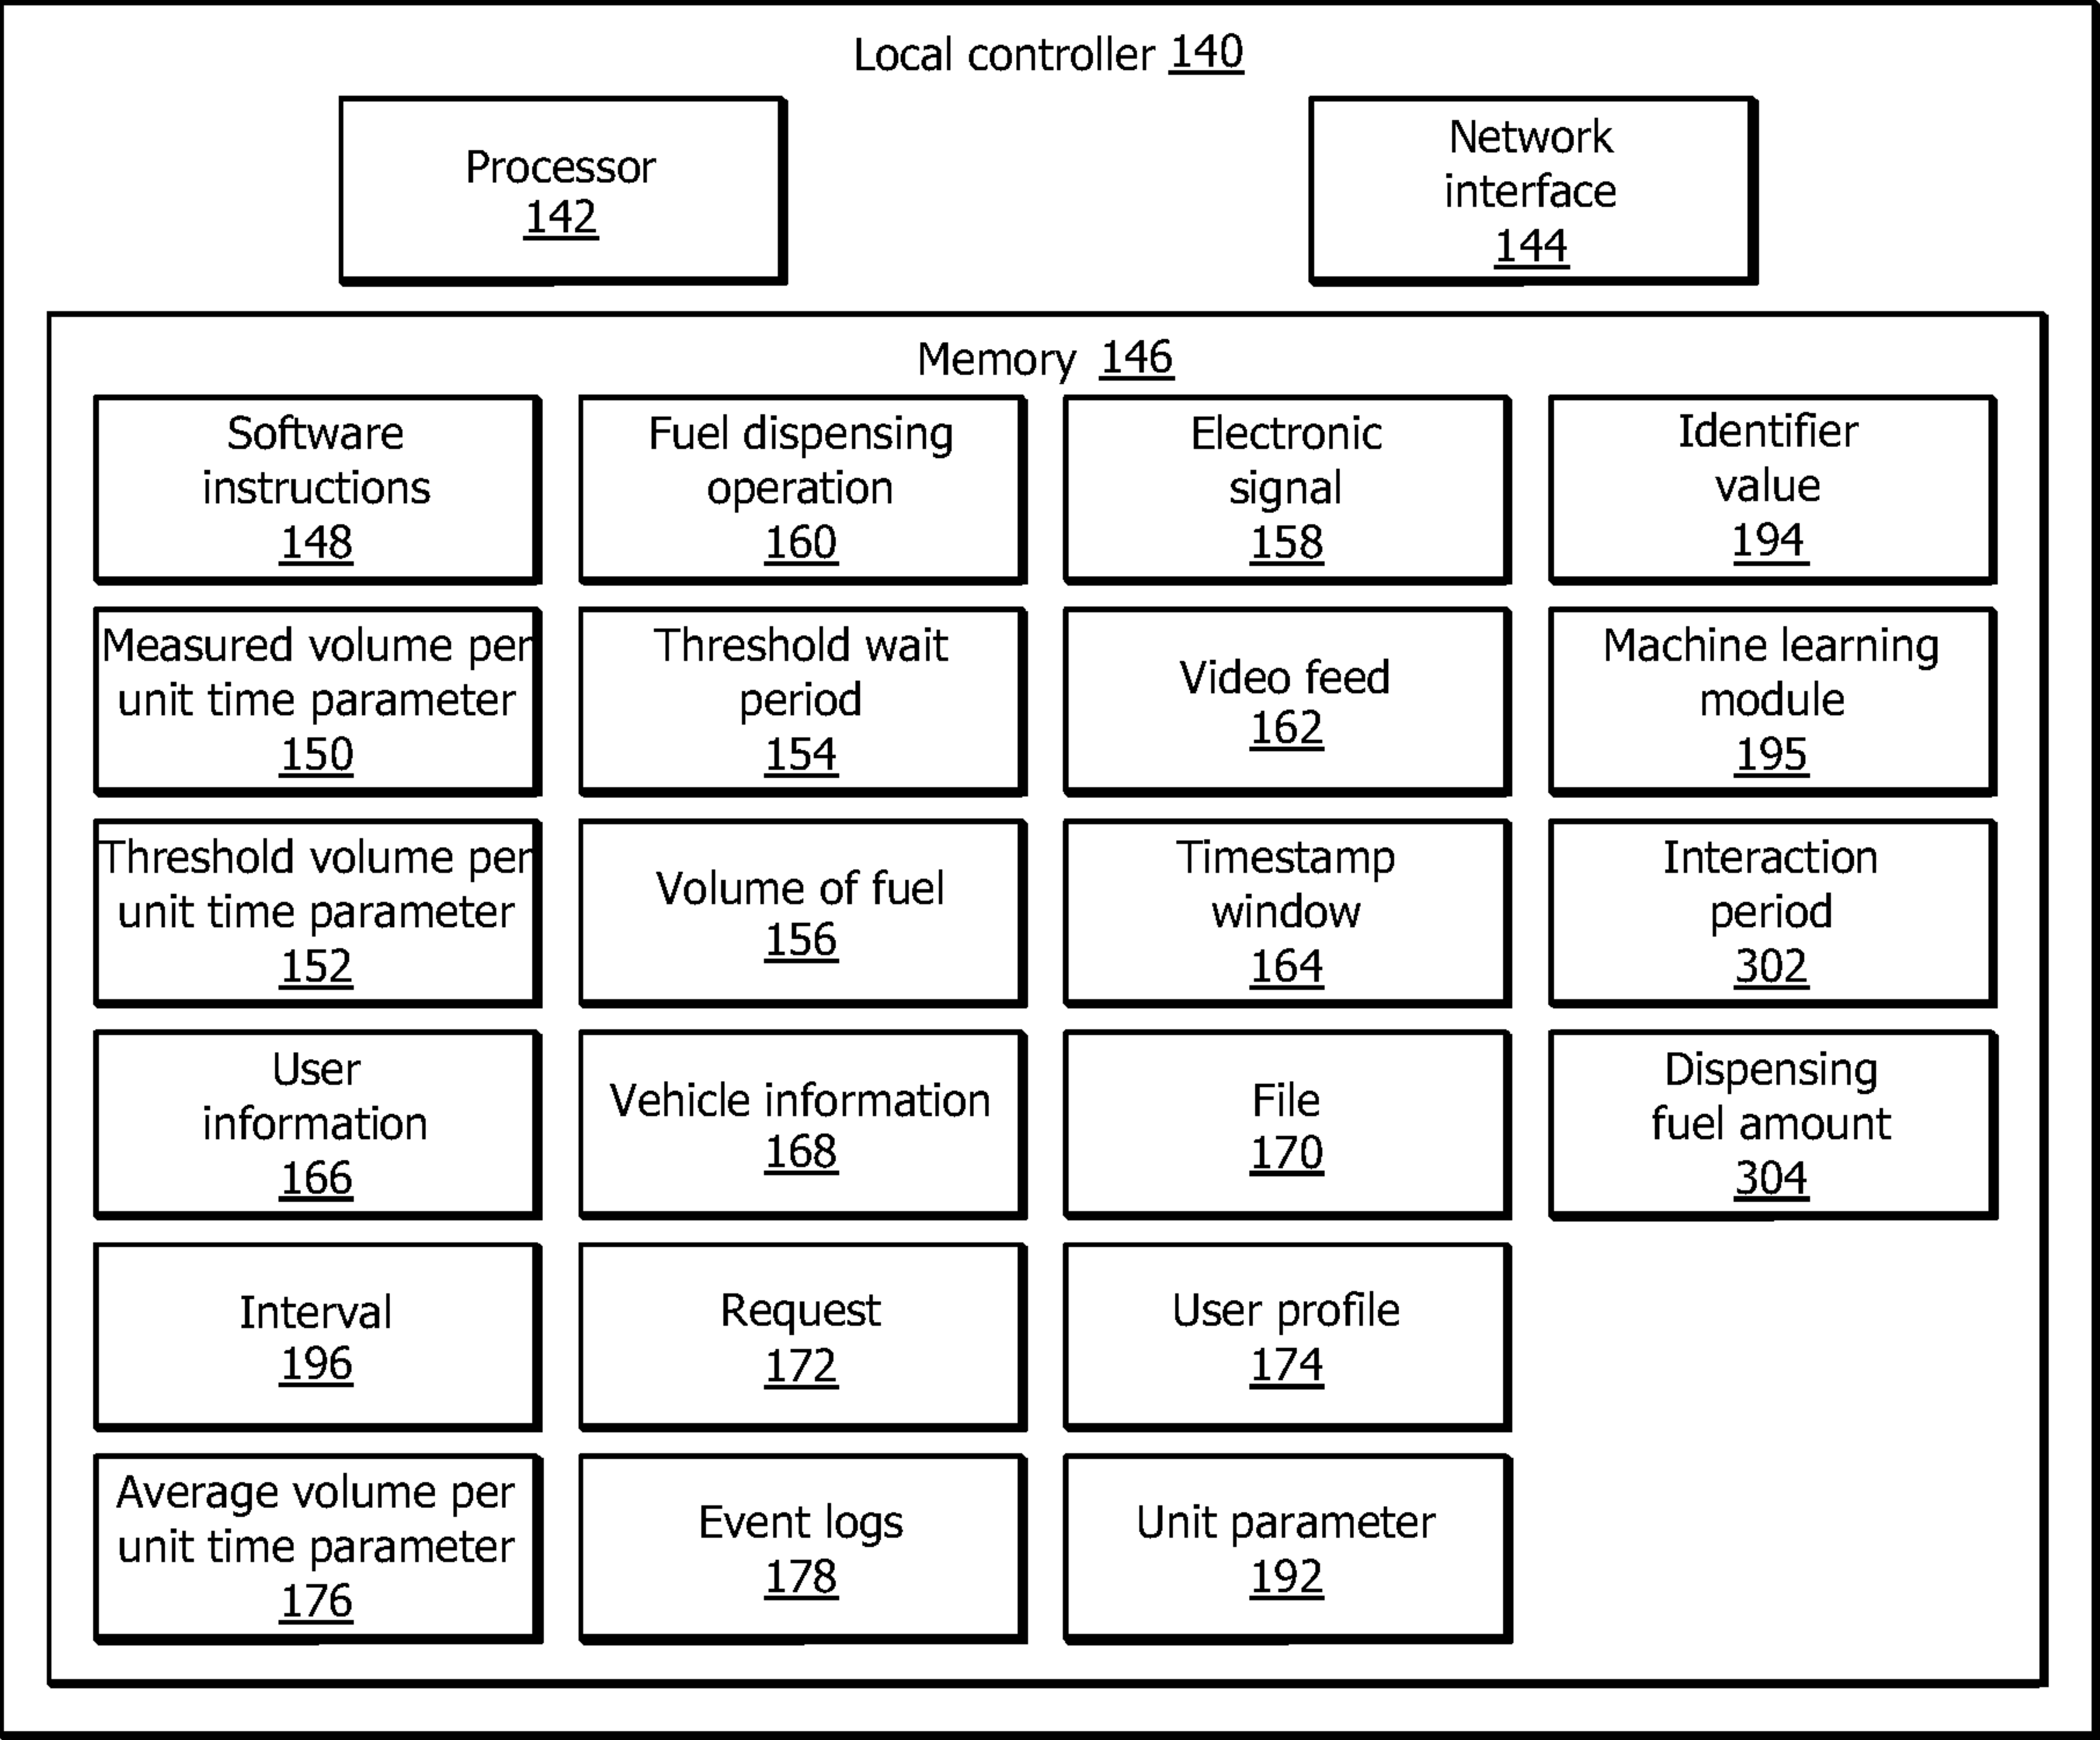 Local controller 140
Processor
142
Network
interface
144
Memory 146
Software
instructions
148
Fuel dispensing
operation
160
Electronic
signal
158
Identifier
value
194
Measured volume per
unit time parameter
150
Threshold wait
period
154
Video feed
162
Machine learning
module
195
Threshold volume per
unit time parameter
152
Volume of fuel
156
Timestamp
window
164
Interaction
period
302
User
information
166
Vehicle information
168
File
170
Dispensing
fuel amount
304
Interval
196
Request
172
User profile
174
Average volume per
unit time parameter
176
Event logs
178
Unit parameter
192